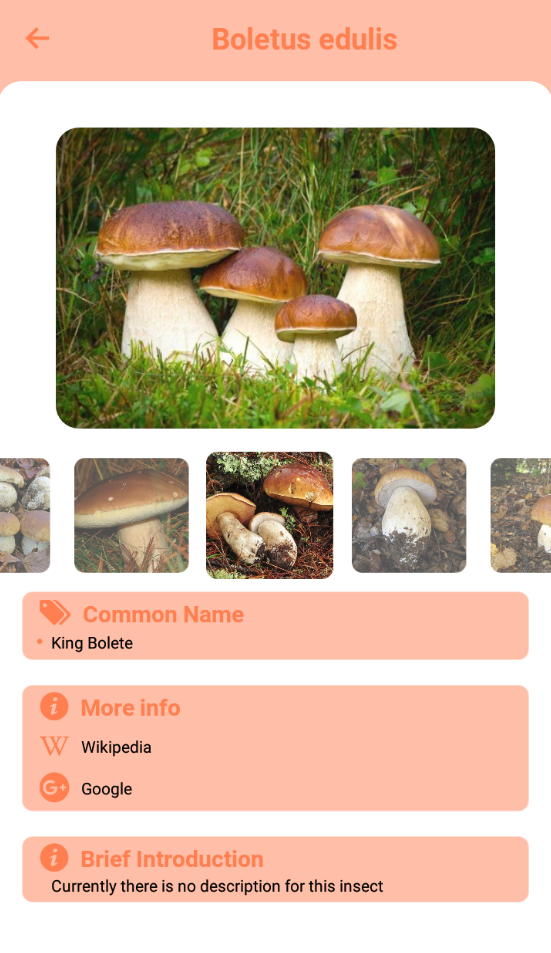 Boletus edulis
Common Name
• King Bolete
More info
Wikipedia
Google
Brief Introduction
Currently there is no description for this insect